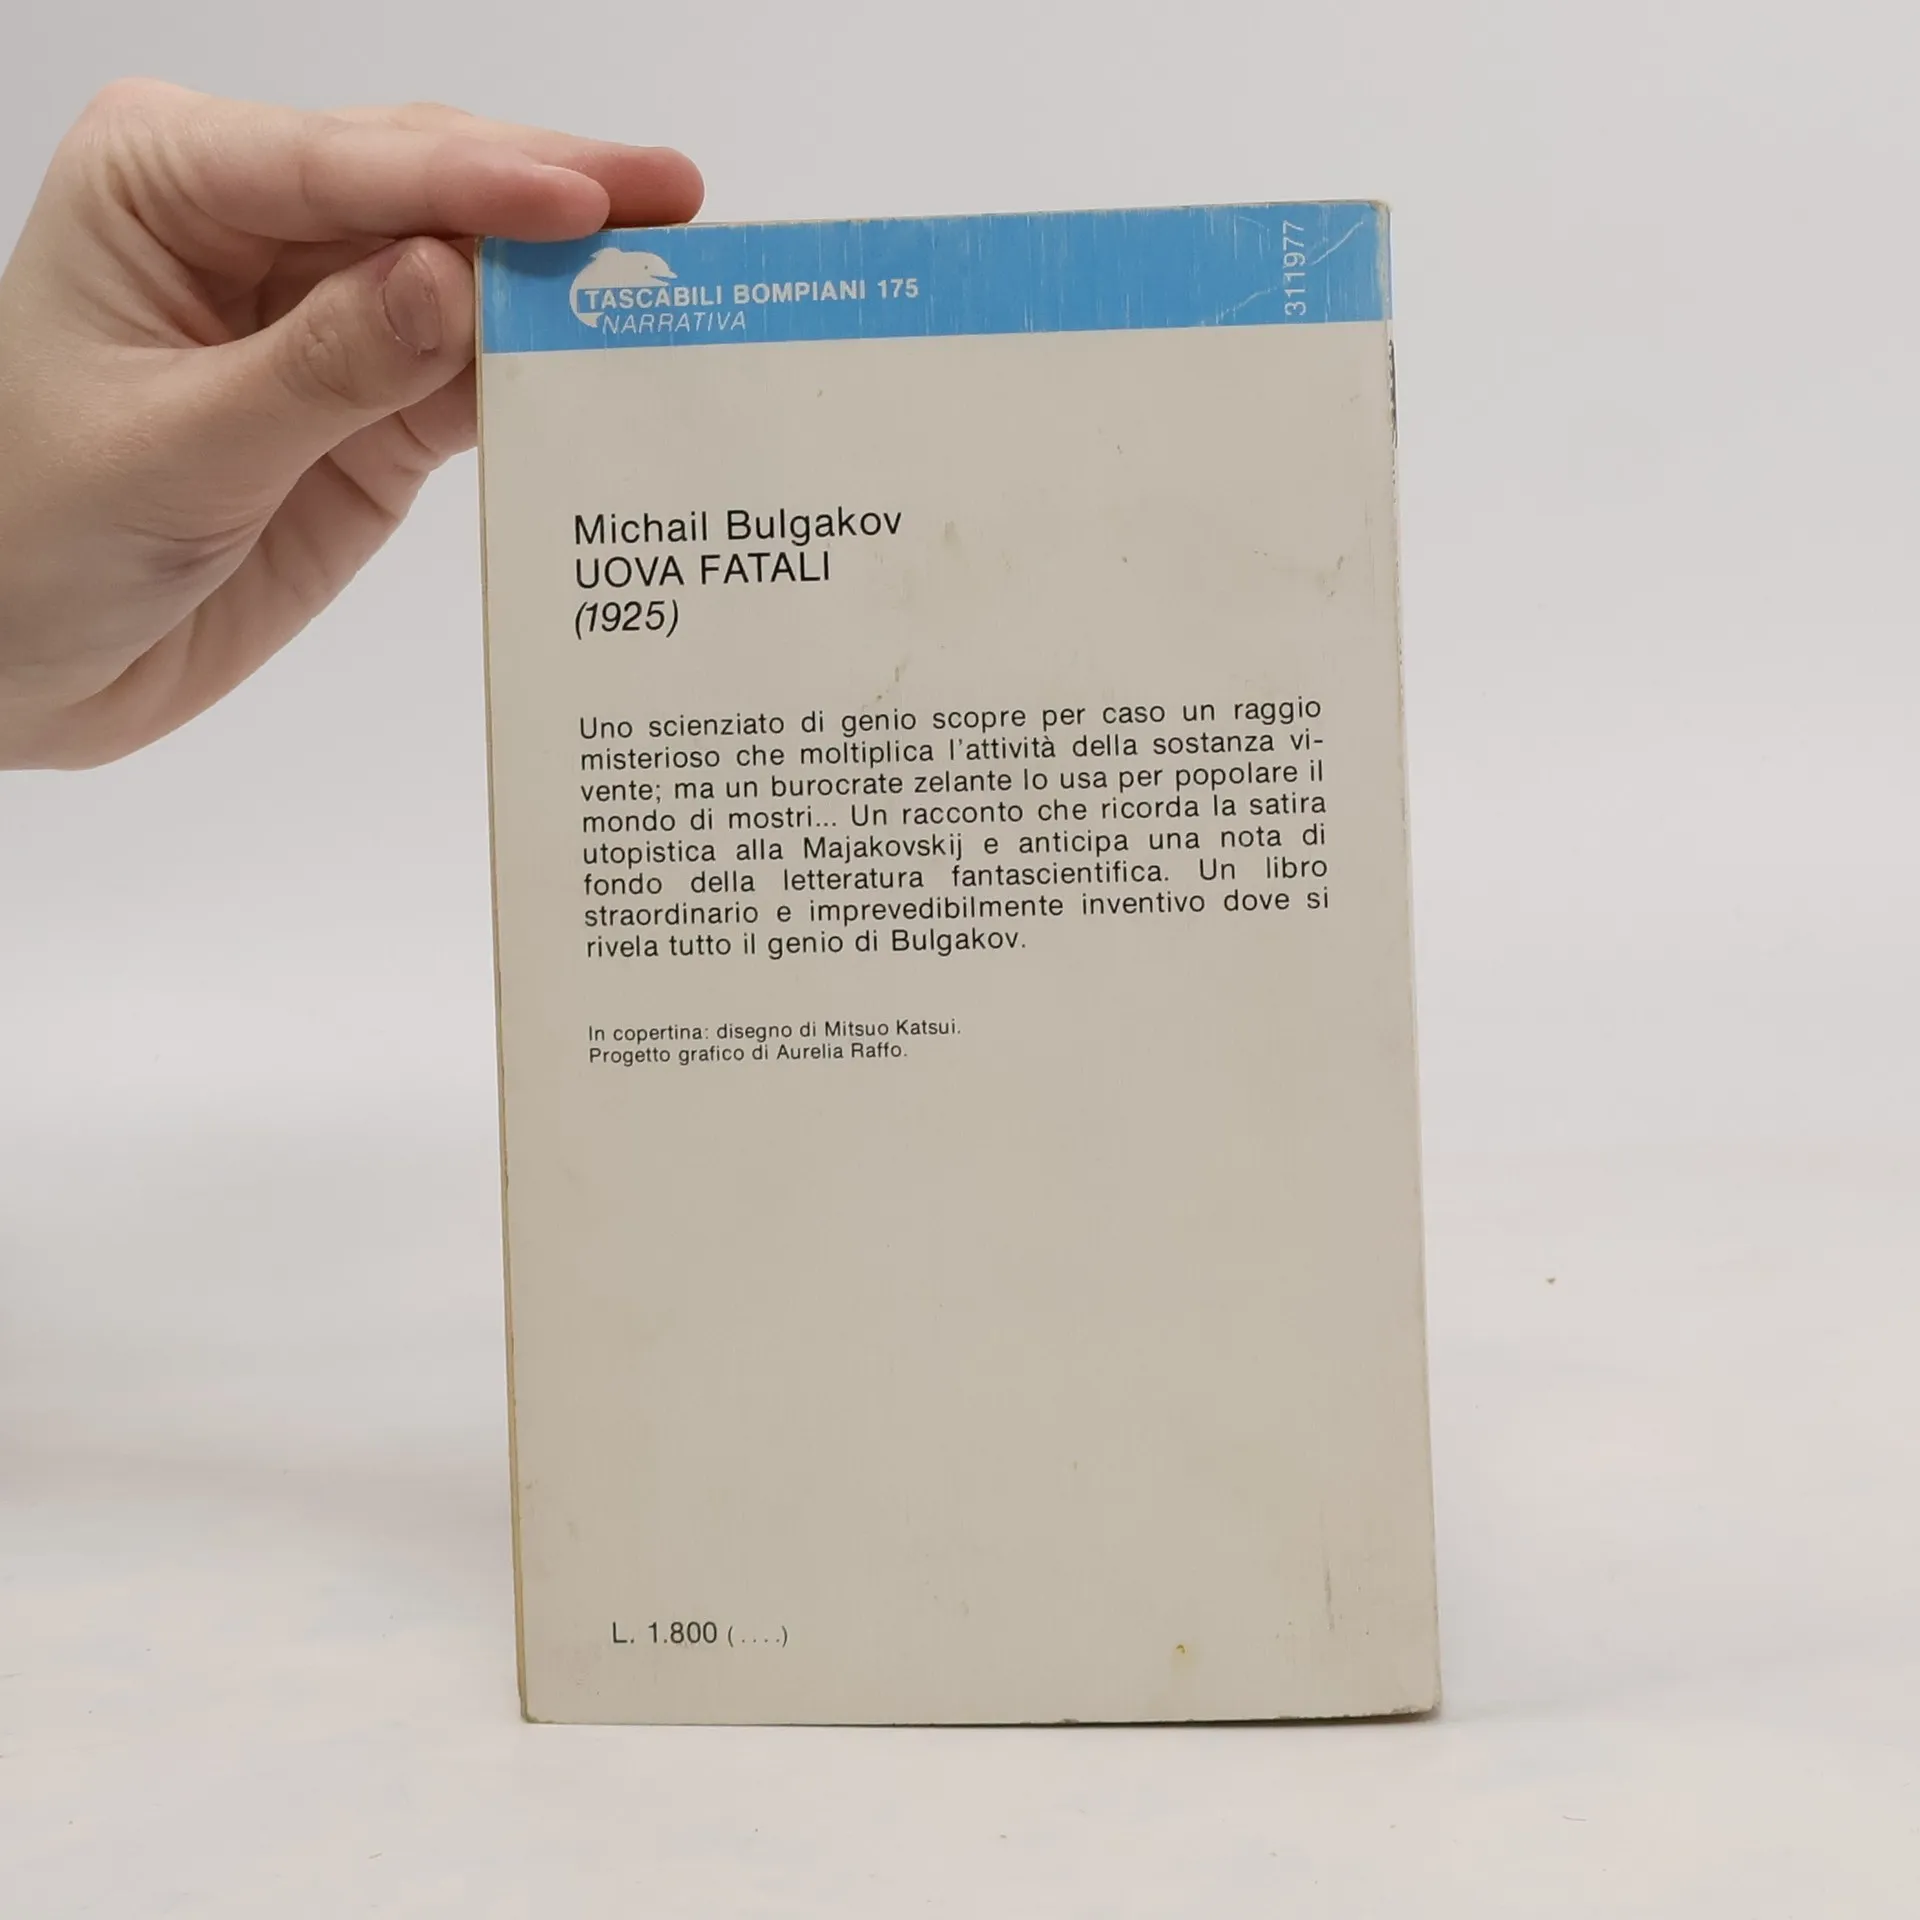 TASCABILI BOMPIANI 175
NARRATIVA
311977
Michail Bulgakov
UOVA FATALI
(1925)
Uno scienziato di genio scopre per caso un raggio
misterioso che moltiplica l'attività della sostanza vi-
vente; ma un burocrate zelante lo usa per popolare il
mondo di mostri... Un racconto che ricorda la satira
utopistica alla Majakovskij e anticipa una nota di
fondo della letteratura fantascientifica. Un libro
straordinario e imprevedibilmente inventivo dove si
rivela tutto il genio di Bulgakov.
In copertina: disegno di Mitsuo Katsui.
Progetto grafico di Aurelia Raffo.
L. 1.800 (....)